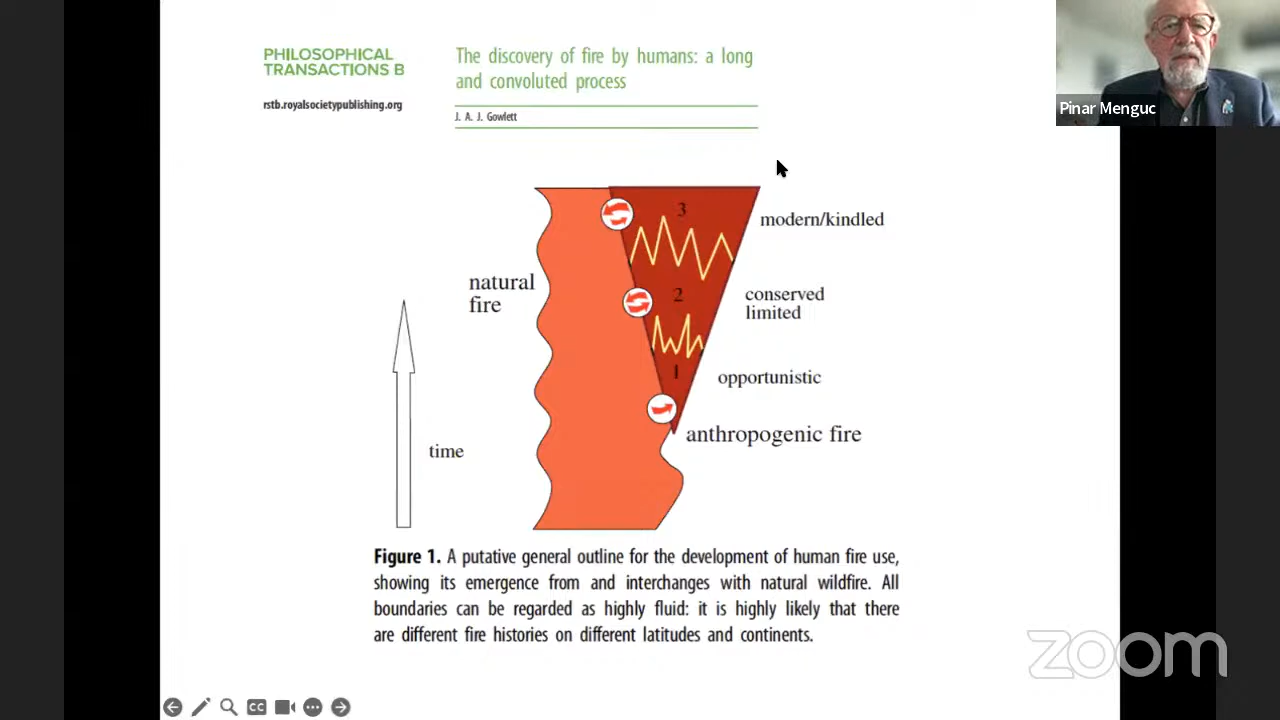 PHILOSOPHICAL
TRANSACTIONS B
rstb.royalsocietypublishing.org
The discovery of fire by humans: a long
and convoluted process
J. A. J. Gowlett
Pinar Menguc
3
modern/kindled
natural
fire
2
conserved
limited
1
opportunistic
anthropogenic fire
time
Figure 1. A putative general outline for the development of human fire use,
showing its emergence from and interchanges with natural wildfire. All
boundaries can be regarded as highly fluid: it is highly likely that there
are different fire histories on different latitudes and continents.
zoom
CC